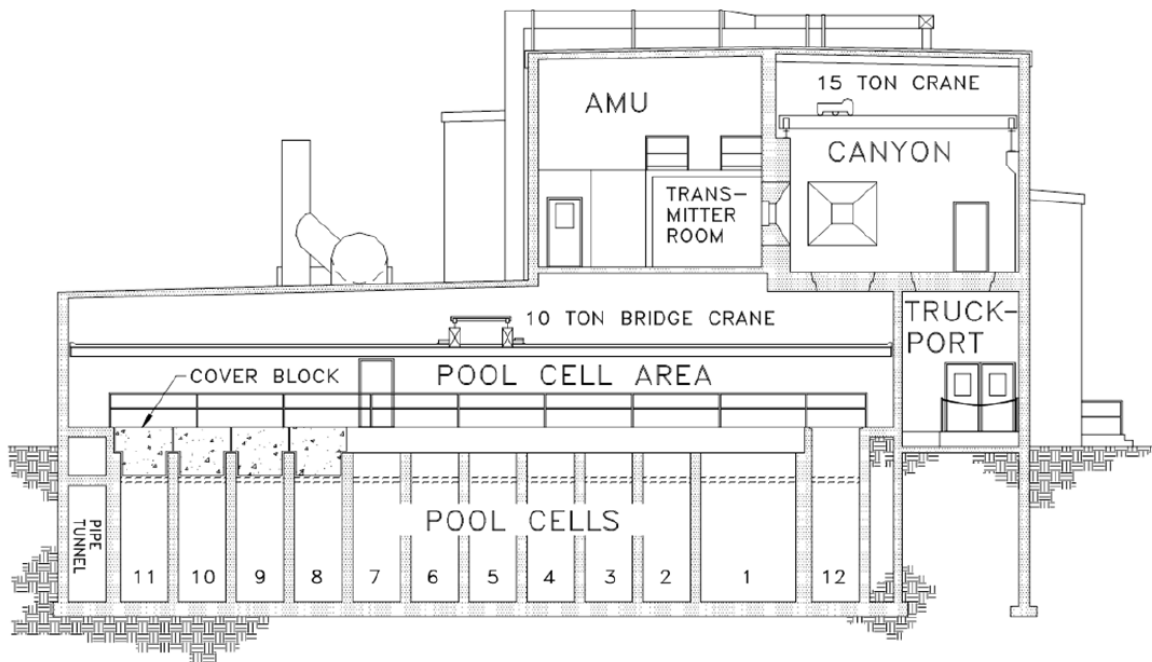 15 TON CRANE
AMU
CANYON
TRANS-
MITTER
ROOM
10 TON BRIDGE CRANE
TRUCK-
PORT
COVER BLOCK
POOL CELL AREA
POOL CELLS
PIPE
TUNNEL
11 10 9 8 7 6 5 4 3 2 1 12